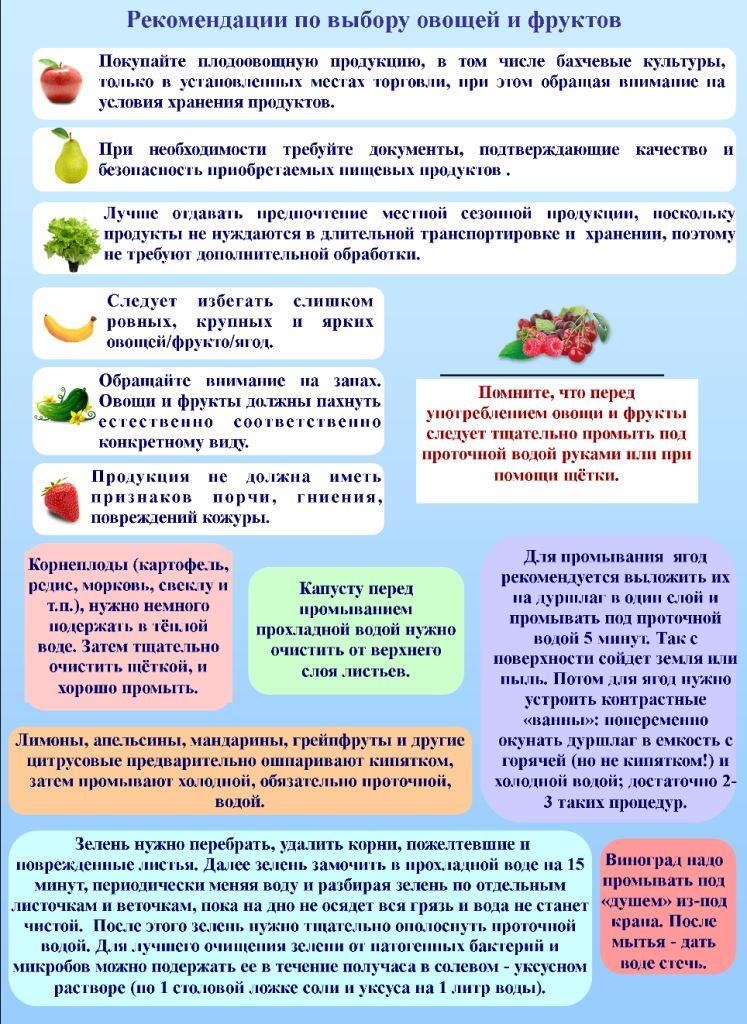 Рекомендации по выбору овощей и фруктов
Покупайте плодоовощную продукцию, в том числе бахчевые культуры,
только в установленных местах торговли, при этом обращая внимание на
условия хранения продуктов.
При необходимости требуйте документы, подтверждающие качество и
безопасность приобретаемых пищевых продуктов .
Лучше отдавать предпочтение местной сезонной продукции, поскольку
продукты не нуждаются в длительной транспортировке и хранении, поэтому
не требуют дополнительной обработки.
Следует избегать слишком
ровных, крупных и ярких
овощей/фрукто/ягод.
Обращайте внимание на запах.
Овощи и фрукты должны пахнуть
естественно соответственно
конкретному виду.
Продукция не должна иметь
признаков порчи, гниения,
повреждений кожуры.
Помните, что перед
употреблением овощи и фрукты
следует тщательно промыть под
проточной водой руками или при
помощи щётки.
Корнеплоды (картофель,
редис, морковь, свеклу и
т.п.), нужно немного
подержать в тёплой
воде. Затем тщательно
очистить щёткой, и
хорошо промыть.
Капусту перед
промыванием
прохладной водой нужно
очистить от верхнего
слоя листьев.
Для промывания ягод
рекомендуется выложить их
на дуршлаг в один слой и
промывать под проточной
водой 5 минут. Так с
поверхности сойдет земля или
пыль. Потом для ягод нужно
устроить контрастные
«ванны»: попеременно
окунать дуршлаг в емкость с
горячей (но не кипятком!) и
холодной водой; достаточно 2-
3 таких процедур.
Лимоны, апельсины, мандарины, грейпфруты и другие
цитрусовые предварительно ошпаривают кипятком,
затем промывают холодной, обязательно проточной,
водой.
Зелень нужно перебрать, удалить корни, пожелтевшие и
поврежденные листья. Далее зелень замочить в прохладной воде на 15
минут, периодически меняя воду и разбирая зелень по отдельным
листочкам и веточкам, пока на дно не осядет вся грязь и вода не станет
чистой. После этого зелень нужно тщательно ополоснуть проточной
водой. Для лучшего очищения зелени от патогенных бактерий и
микробов можно подержать ее в течение получаса в солевом - уксусном
растворе (по 1 столовой ложке соли и уксуса на 1 литр воды).
Виноград надо
промывать под
«душем» из-под
крана. После
мытья - дать
воде стечь.